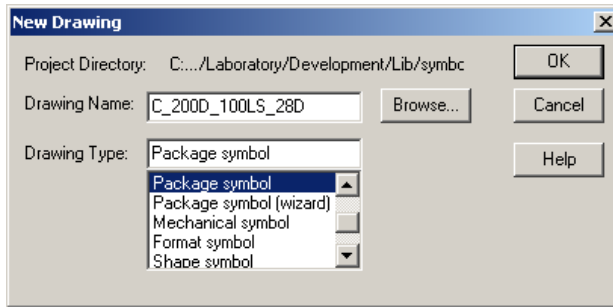 New Drawing
Project Directory: C:.../Laboratory/Development/Lib/symbc
OK
Drawing Name: C_200D_100LS_28D
Browse...
Cancel
Drawing Type: Package symbol
Help
Package symbol
Package symbol (wizard)
Mechanical symbol
Format symbol
Shape symbol